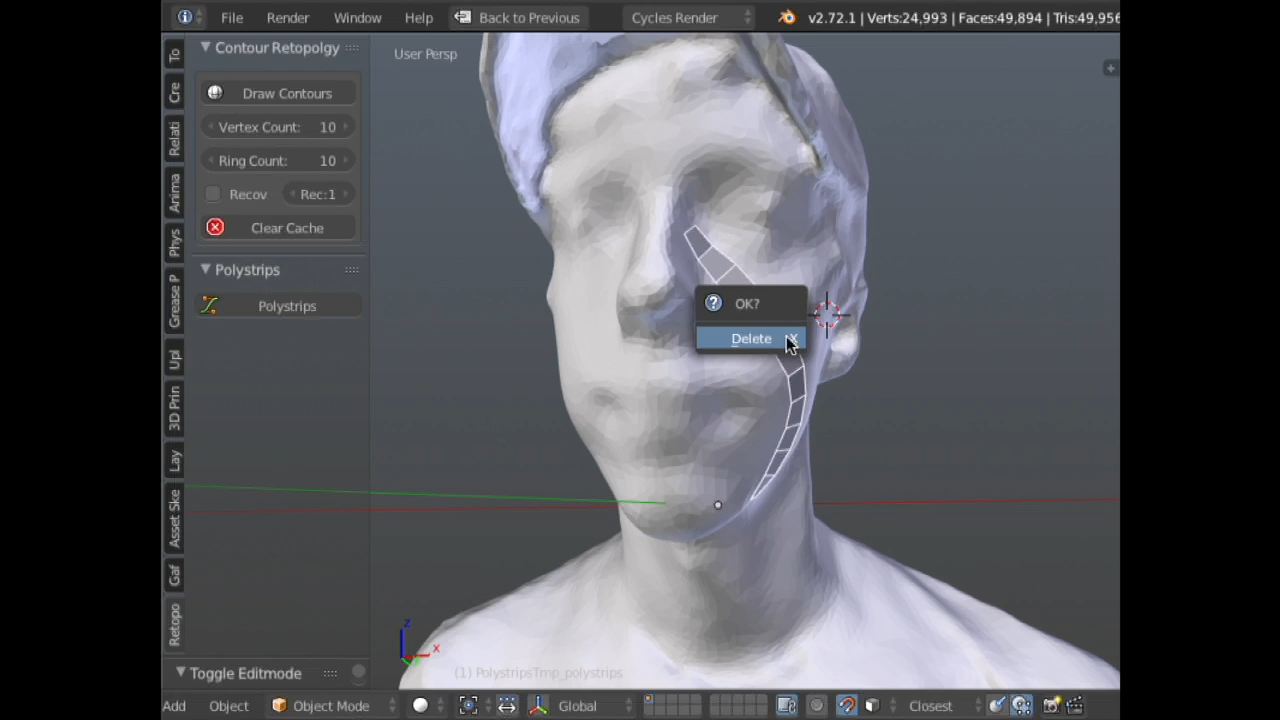 File Render Window Help Back to Previous Cycles Render v2.72.1 | Verts:24,993 | Faces:49,894 | Tris:49,956
Contour Retopolgy
User Persp
Draw Contours
Vertex Count: 10
Ring Count: 10
Recov Rec:1
Clear Cache
Polystrips
Polystrips
To
Cre
Relati
Anima
Phys
Grease P
Upl
3D Prin
Lay
Asset Ske
Gaf
Retopo
OK?
Delete X
Toggle Editmode
z
x
(1) PolystripsTmp_polystrips
Add Object Object Mode Global Closest